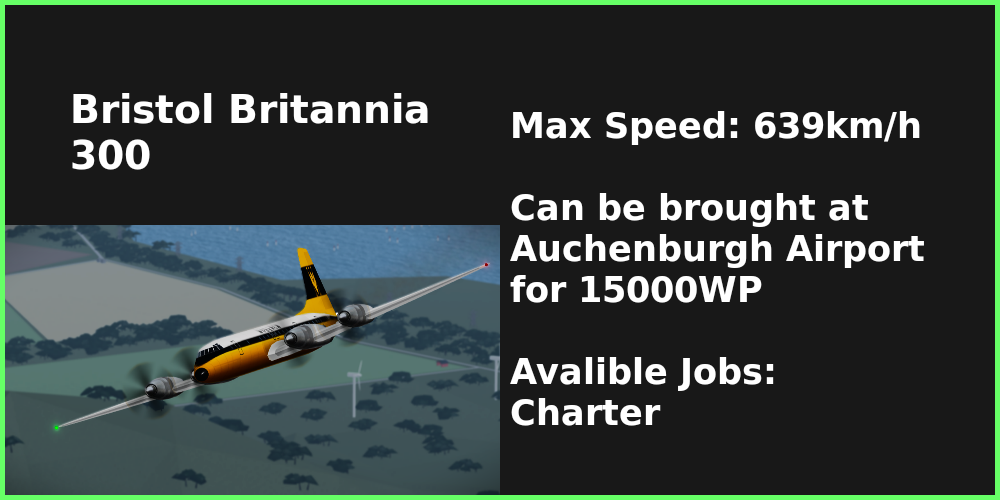 Bristol Britannia
300
Max Speed: 639km/h
Can be brought at
Auchenburgh Airport
for 15000WP
Avalible Jobs:
Charter